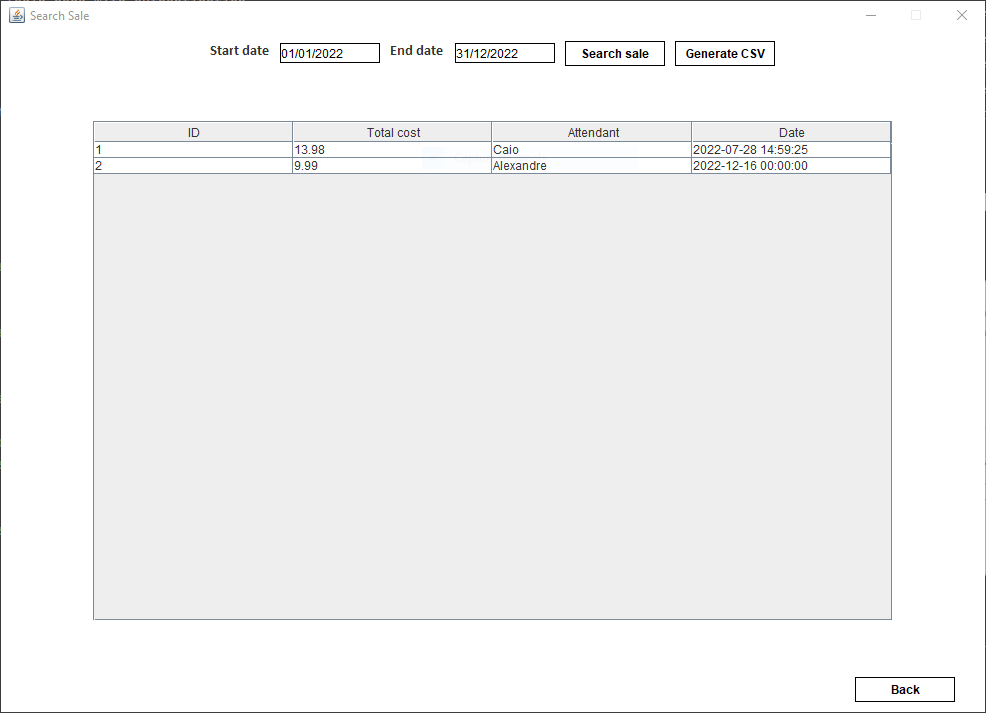 Search Sale
Start date 01/01/2022 End date 31/12/2022 Search sale Generate CSV
ID Total cost Attendant Date
1 13.98 Caio 2022-07-28 14:59:25
2 9.99 Alexandre 2022-12-16 00:00:00
Back